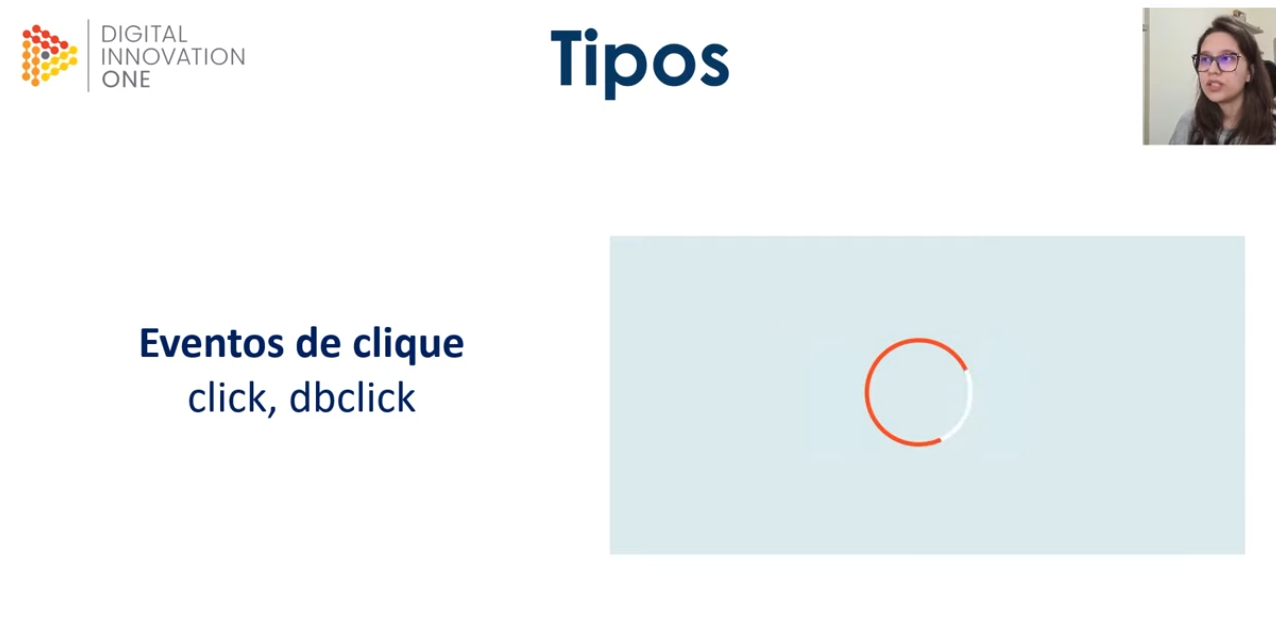 DIGITAL
INNOVATION
ONE
Tipos
Eventos de clique
click, dbclick